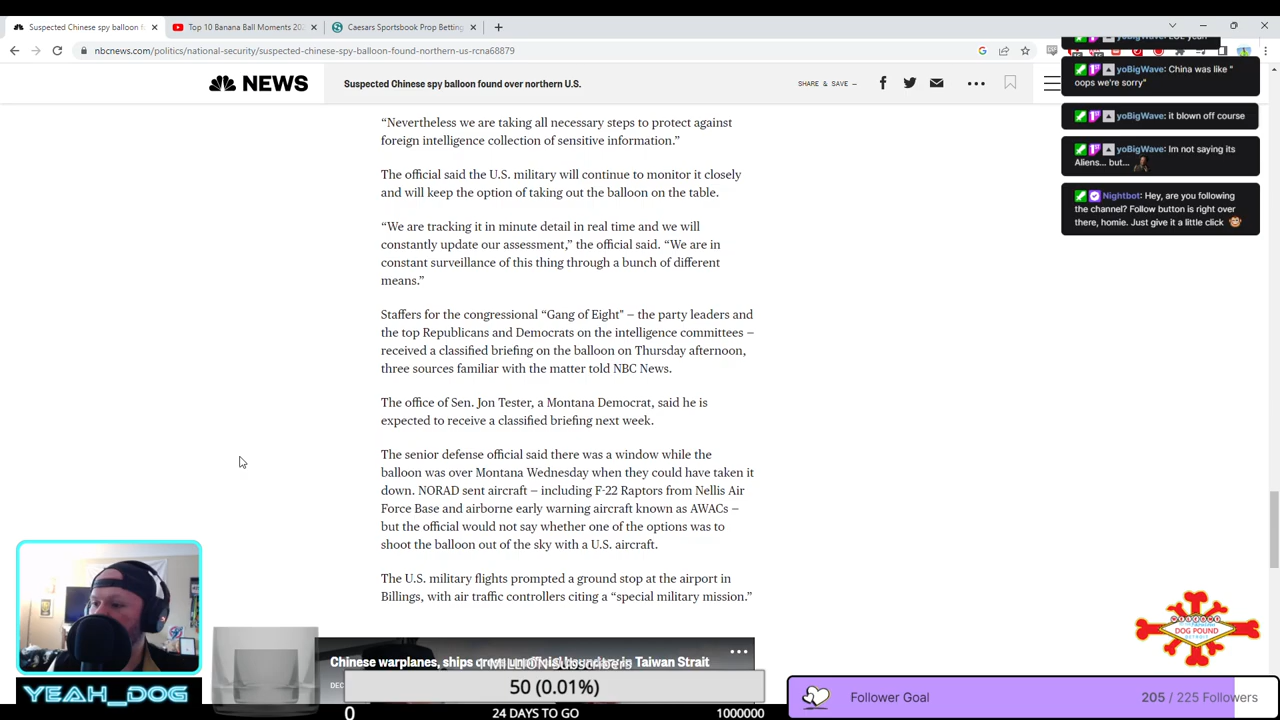 Suspected Chinese spy balloon f
Top 10 Banana Ball Moments 202
Caesars Sportsbook Prop Betting
nbcnews.com/politics/national-security/suspected-chinese-spy-balloon-found-northern-us-rcna68879
NEWS
Suspected Chinese spy balloon found over northern U.S.
SHARE & SAVE —
“Nevertheless we are taking all necessary steps to protect against
foreign intelligence collection of sensitive information.”
The official said the U.S. military will continue to monitor it closely
and will keep the option of taking out the balloon on the table.
“We are tracking it in minute detail in real time and we will
constantly update our assessment,” the official said. “We are in
constant surveillance of this thing through a bunch of different
means.”
Staffers for the congressional “Gang of Eight” — the party leaders and
the top Republicans and Democrats on the intelligence committees —
received a classified briefing on the balloon on Thursday afternoon,
three sources familiar with the matter told NBC News.
The office of Sen. Jon Tester, a Montana Democrat, said he is
expected to receive a classified briefing next week.
The senior defense official said there was a window while the
balloon was over Montana Wednesday when they could have taken it
down. NORAD sent aircraft — including F-22 Raptors from Nellis Air
Force Base and airborne early warning aircraft known as AWACs —
but the official would not say whether one of the options was to
shoot the balloon out of the sky with a U.S. aircraft.
The U.S. military flights prompted a ground stop at the airport in
Billings, with air traffic controllers citing a “special military mission.”
Chinese warplanes, ships cross unofficial boundary in Taiwan Strait
1 MILLION Subscribers
50 (0.01%)
0
24 DAYS TO GO
1000000
yoBigWave: China was like "
oops we're sorry"
yoBigWave: it blown off course
yoBigWave: Im not saying its
Aliens... but...
Nightbot: Hey, are you following
the channel? Follow button is right over
there, homie. Just give it a little click
DOG POUND
YEAH_DOG
Follower Goal
205 / 225 Followers